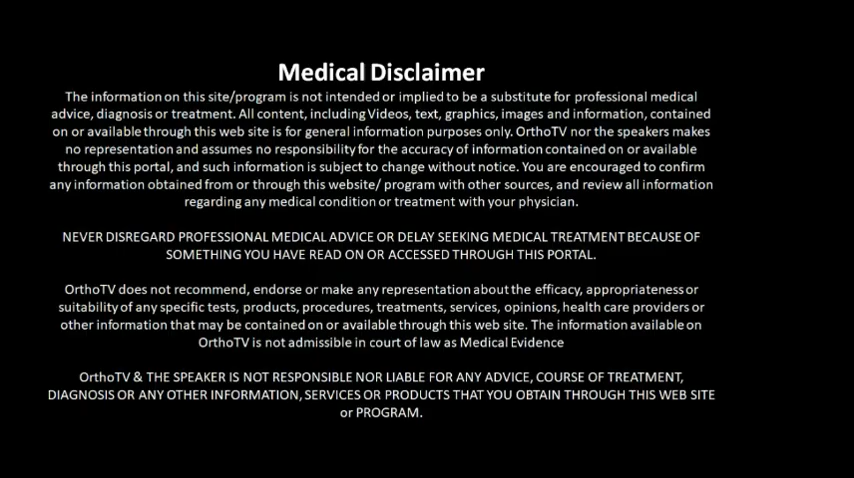 Medical Disclaimer
The information on this site/program is not intended or implied to be a substitute for professional medical
advice, diagnosis or treatment. All content, including Videos, text, graphics, images and information, contained
on or available through this web site is for general information purposes only. OrthoTV nor the speakers makes
no representation and assumes no responsibility for the accuracy of information contained on or available
through this portal, and such information is subject to change without notice. You are encouraged to confirm
any information obtained from or through this website/ program with other sources, and review all information
regarding any medical condition or treatment with your physician.
NEVER DISREGARD PROFESSIONAL MEDICAL ADVICE OR DELAY SEEKING MEDICAL TREATMENT BECAUSE OF
SOMETHING YOU HAVE READ ON OR ACCESSED THROUGH THIS PORTAL.
OrthoTV does not recommend, endorse or make any representation about the efficacy, appropriateness or
suitability of any specific tests, products, procedures, treatments, services, opinions, health care providers or
other information that may be contained on or available through this web site. The information available on
OrthoTV is not admissible in court of law as Medical Evidence
OrthoTV & THE SPEAKER IS NOT RESPONSIBLE NOR LIABLE FOR ANY ADVICE, COURSE OF TREATMENT,
DIAGNOSIS OR ANY OTHER INFORMATION, SERVICES OR PRODUCTS THAT YOU OBTAIN THROUGH THIS WEB SITE
or PROGRAM.